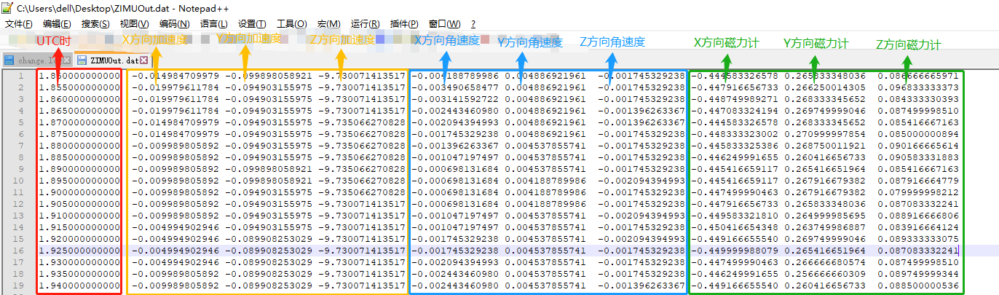 C:\Users\dell\Desktop\ZIMUOut.dat - Notepad++
文件(F) 编辑(E) 搜索(S) 视图(V) 编码(N) 语言(L) 设置(T) 工具(O) 宏(M) 运行(R) 插件(P) 窗口(W) ?
UTC时 X方向加速度 Y方向加速度 Z方向加速度 X方向角速度 Y方向角速度 Z方向角速度 X方向磁力计 Y方向磁力计 Z方向磁力计
ZIMUOut.dat
1 1.850000000000 -0.014984709979 -0.099898058921 -9.730071413517 -0.004188789986 0.004886921961 -0.001745329238 -0.444583326578 0.265833348036 0.086666665971
2 1.855000000000 -0.019979611784 -0.094903155975 -9.730071413517 -0.003490658477 0.004886921961 -0.001745329238 -0.447916656733 0.266250014305 0.096833333373
3 1.860000000000 -0.019979611784 -0.094903155975 -9.730071413517 -0.003141592722 0.004886921961 -0.001745329238 -0.448749989271 0.268333345652 0.084333330393
4 1.865000000000 -0.019979611784 -0.094903155975 -9.730071413517 -0.002443460980 0.004886921961 -0.001396263367 -0.447083324194 0.269749999046 0.087499998510
5 1.870000000000 -0.014984709979 -0.094903155975 -9.735066270828 -0.002094394993 0.004886921961 -0.001396263367 -0.444583326578 0.268333345652 0.085416667163
6 1.875000000000 -0.014984709979 -0.094903155975 -9.735066270828 -0.001745329238 0.004886921961 -0.001745329238 -0.448333323002 0.270999997854 0.085000000894
7 1.880000000000 -0.009989805892 -0.094903155975 -9.735066270828 -0.001396263367 0.004537855741 -0.001745329238 -0.445833325386 0.268750011921 0.090166665614
8 1.885000000000 -0.009989805892 -0.094903155975 -9.735066270828 -0.001047197497 0.004537855741 -0.001745329238 -0.446249991655 0.260416656733 0.090583331883
9 1.890000000000 -0.009989805892 -0.099898058921 -9.735066270828 -0.000698131684 0.004537855741 -0.001745329238 -0.445416659117 0.265416651964 0.085416667163
10 1.895000000000 -0.009989805892 -0.099898058921 -9.735066270828 -0.000698131684 0.004188789986 -0.002094394993 -0.445416659117 0.267916679382 0.087916664779
11 1.900000000000 -0.009989805892 -0.094903155975 -9.735066270828 -0.000698131684 0.004188789986 -0.001745329238 -0.447499990463 0.267916679382 0.079999998212
12 1.905000000000 -0.009989805892 -0.094903155975 -9.730071413517 -0.000698131684 0.004188789986 -0.001745329238 -0.447916656733 0.265833348036 0.087083332241
13 1.910000000000 -0.009989805892 -0.094903155975 -9.730071413517 -0.001047197497 0.004537855741 -0.002094394993 -0.449583321810 0.264999985695 0.088916666806
14 1.915000000000 -0.004994902946 -0.089908253029 -9.730071413517 -0.001047197497 0.004537855741 -0.001745329238 -0.450416654348 0.263749986887 0.083916664124
15 1.920000000000 -0.004994902946 -0.089908253029 -9.730071413517 -0.001745329238 0.004537855741 -0.002094394993 -0.449166655540 0.269749999046 0.089333333075
16 1.925000000000 -0.004994902946 -0.089908253029 -9.730071413517 -0.001745329238 0.004537855741 -0.001745329238 -0.449999988079 0.265416651964 0.087083332241
17 1.930000000000 -0.004994902946 -0.089908253029 -9.730071413517 -0.002094394993 0.004537855741 -0.001745329238 -0.447499990463 0.266666680574 0.087499998510
18 1.935000000000 -0.009989805892 -0.089908253029 -9.730071413517 -0.002443460980 0.004537855741 -0.001745329238 -0.446249991655 0.256666660309 0.089749999344
19 1.940000000000 -0.009989805892 -0.094903155975 -9.730071413517 -0.002443460980 0.004537855741 -0.001396263367 -0.449166655540 0.260416656733 0.088500000536